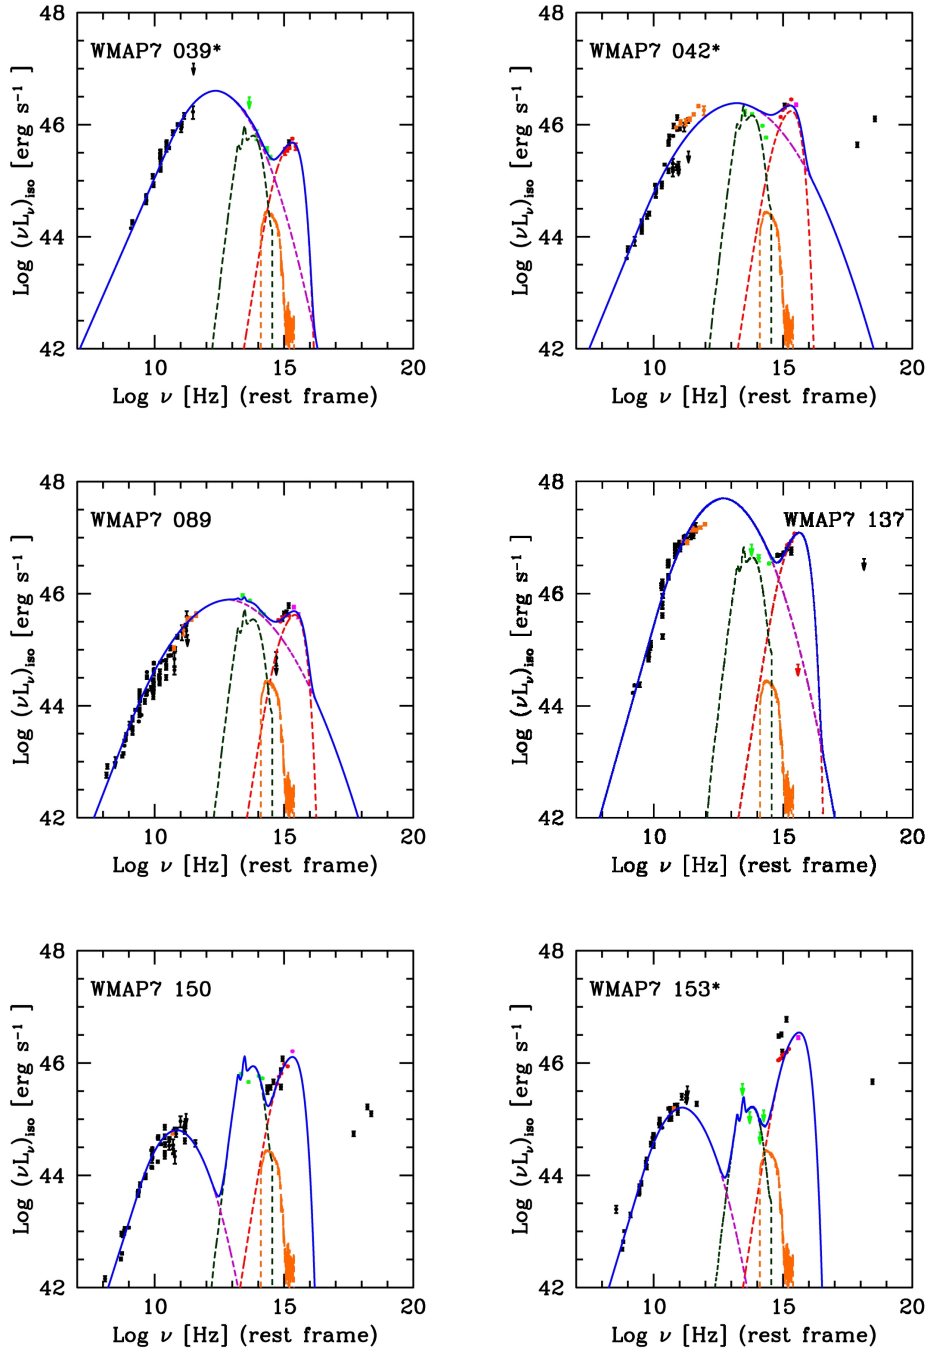 48
46
44
42
Log (νLν)iso [erg s⁻¹]
WMAP7 039*
10
15
20
Log ν [Hz] (rest frame)
48
46
44
42
Log (νLν)iso [erg s⁻¹]
WMAP7 042*
10
15
20
Log ν [Hz] (rest frame)
48
46
44
42
Log (νLν)iso [erg s⁻¹]
WMAP7 089
10
15
20
Log ν [Hz] (rest frame)
48
46
44
42
Log (νLν)iso [erg s⁻¹]
WMAP7 137
10
15
20
Log ν [Hz] (rest frame)
48
46
44
42
Log (νLν)iso [erg s⁻¹]
WMAP7 150
10
15
20
Log ν [Hz] (rest frame)
48
46
44
42
Log (νLν)iso [erg s⁻¹]
WMAP7 153*
10
15
20
Log ν [Hz] (rest frame)